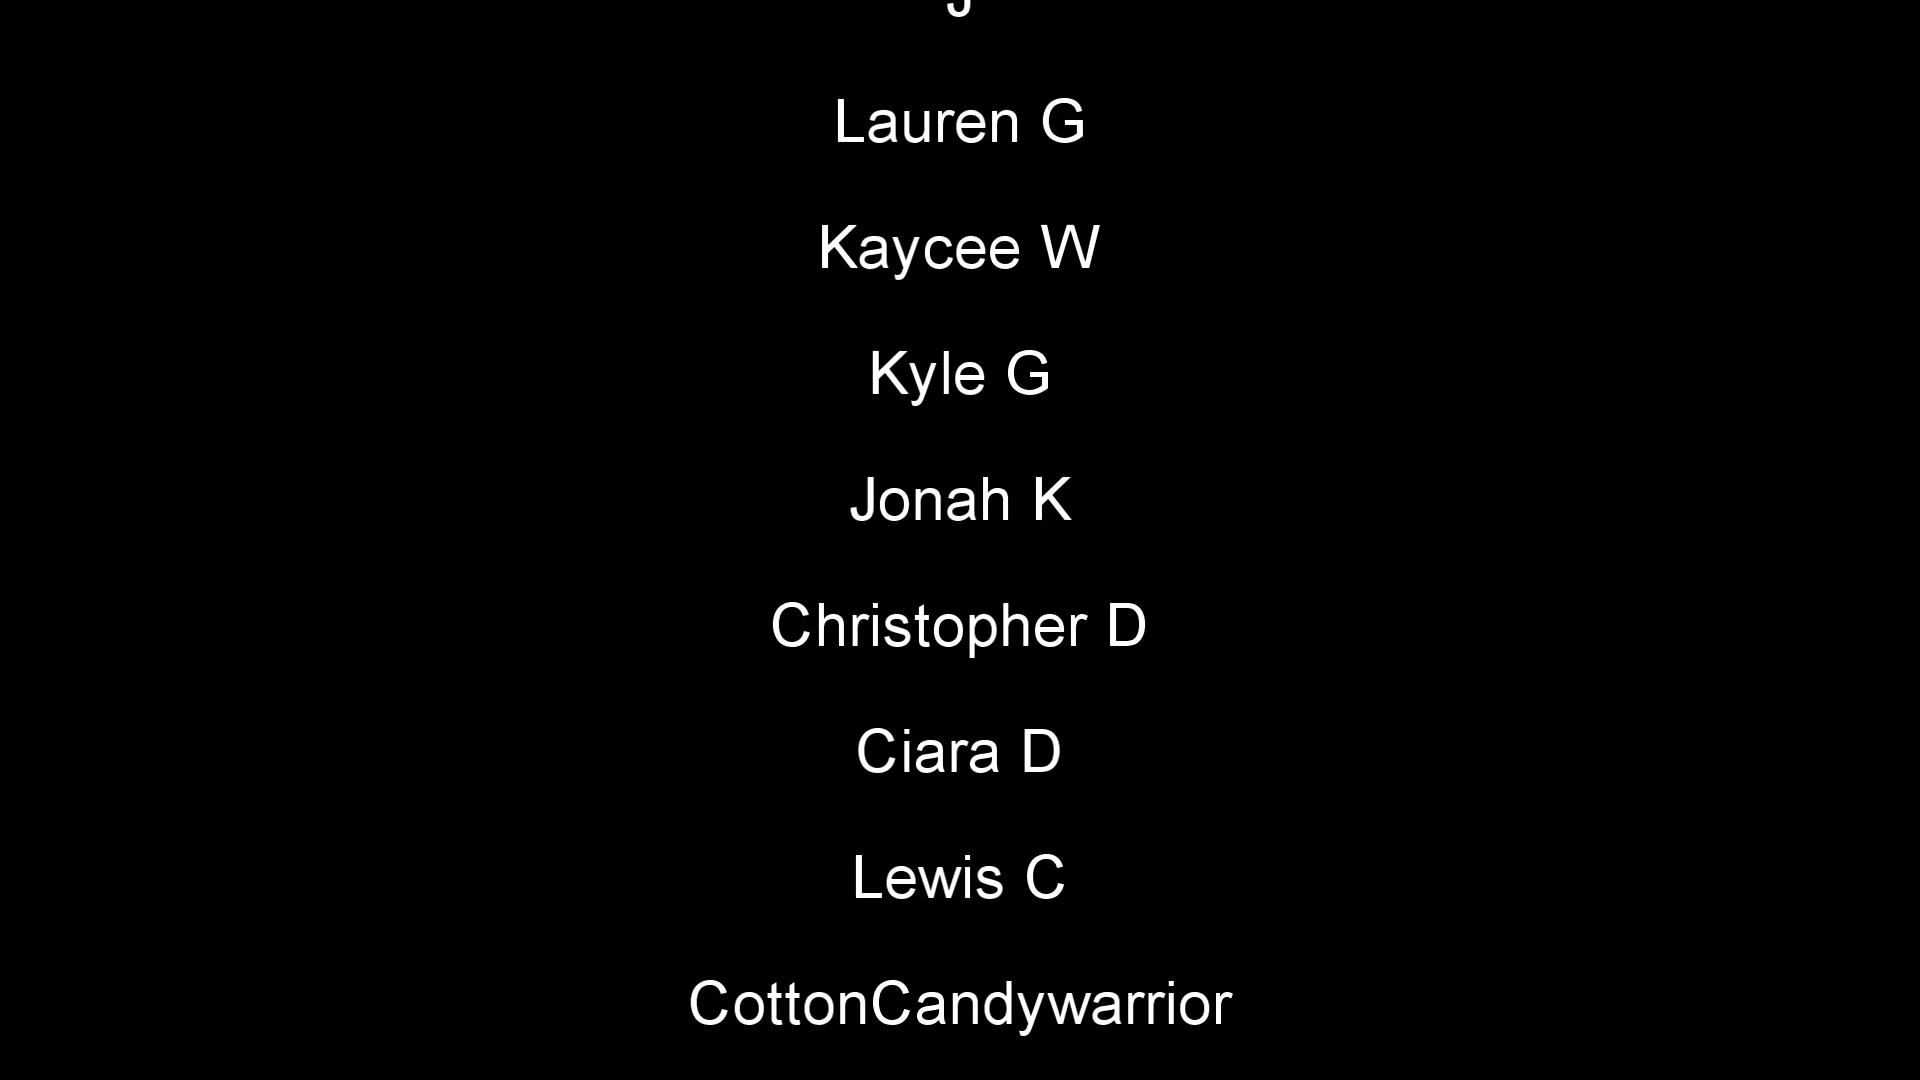 J
Lauren G
Kaycee W
Kyle G
Jonah K
Christopher D
Ciara D
Lewis C
CottonCandywarrior